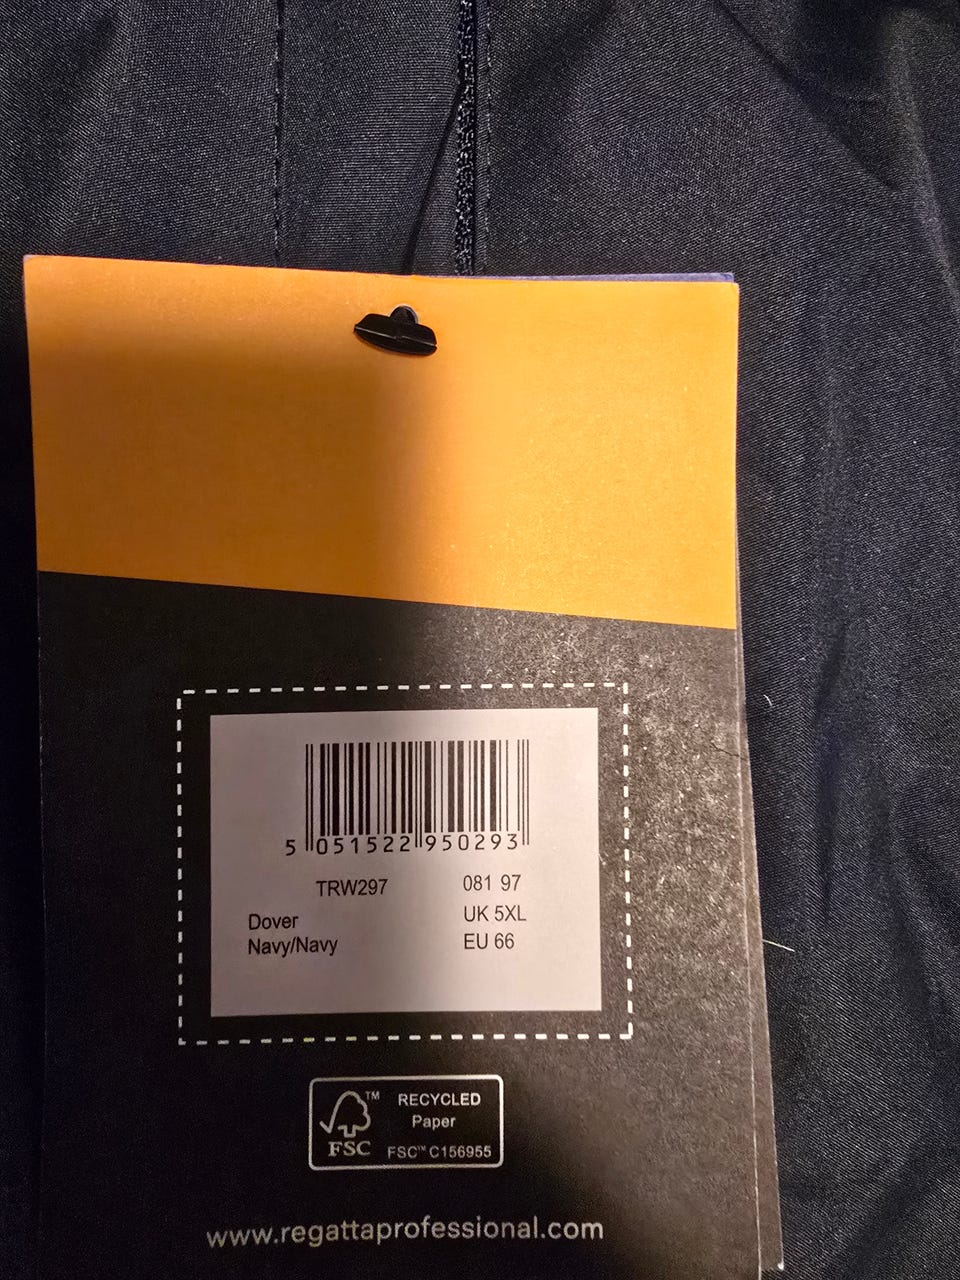 5 051522 950293
TRW297 081 97
Dover UK 5XL
Navy/Navy EU 66
TM RECYCLED
Paper
FSC FSC™ C156955
www.regattaprofessional.com